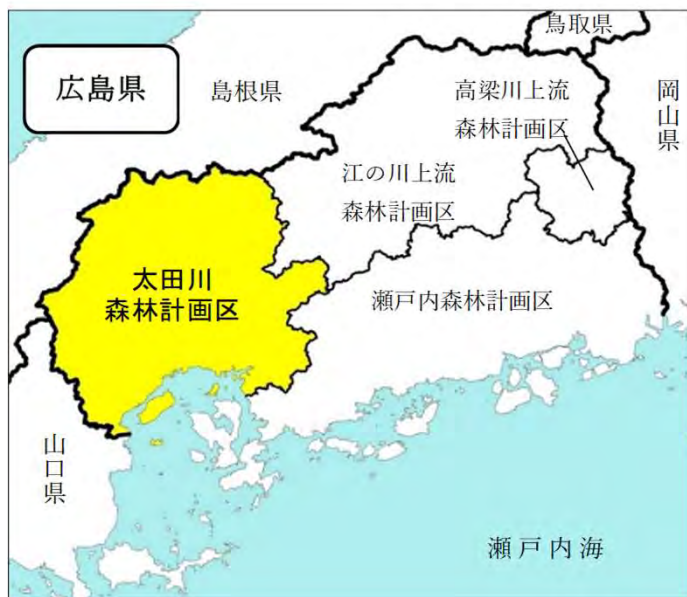 鳥取県
広島県
島根県
高梁川上流
森林計画区
岡山県
江の川上流
森林計画区
太田川
森林計画区
瀬戸内森林計画区
山口県
瀬戸内海